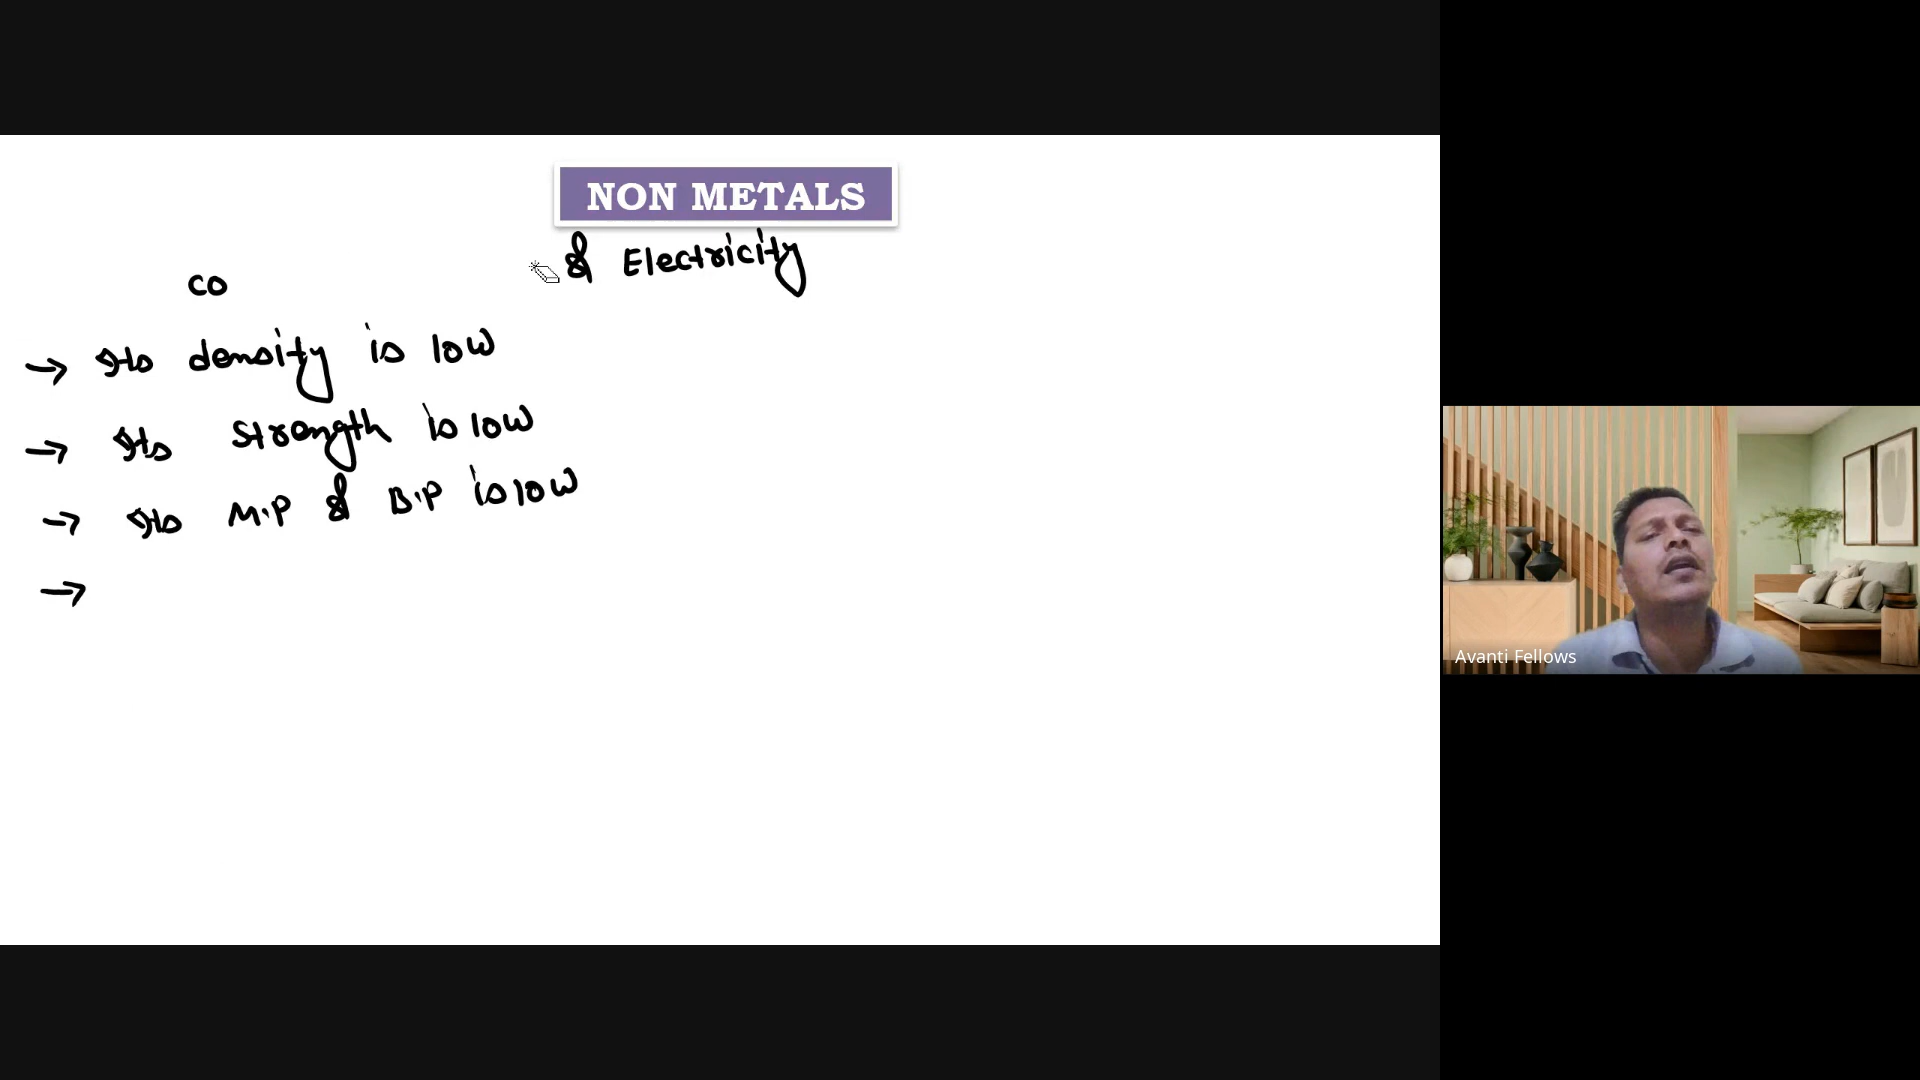 NON METALS
& Electricity
co
→ Its density is low
→ Its strength is low
→ Its M.P & B.P is low
→
Avanti Fellows